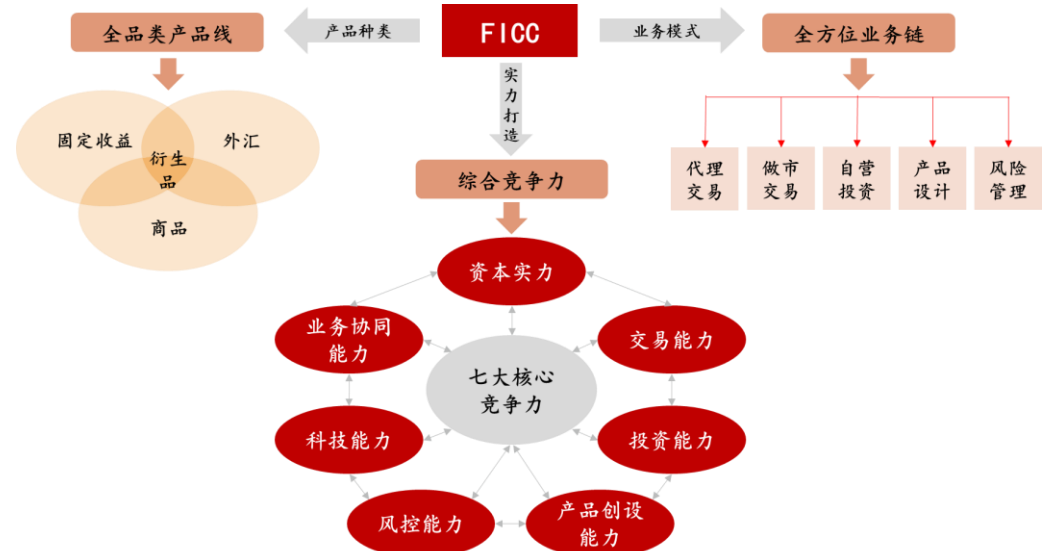 全品类产品线
产品种类
FICC
业务模式
全方位业务链
实力打造
固定收益
外汇
衍生
品
商品
综合竞争力
代理
交易
做市
交易
自营
投资
产品
设计
风险
管理
资本实力
业务协同
能力
交易能力
七大核心
竞争力
科技能力
投资能力
风控能力
产品创设
能力